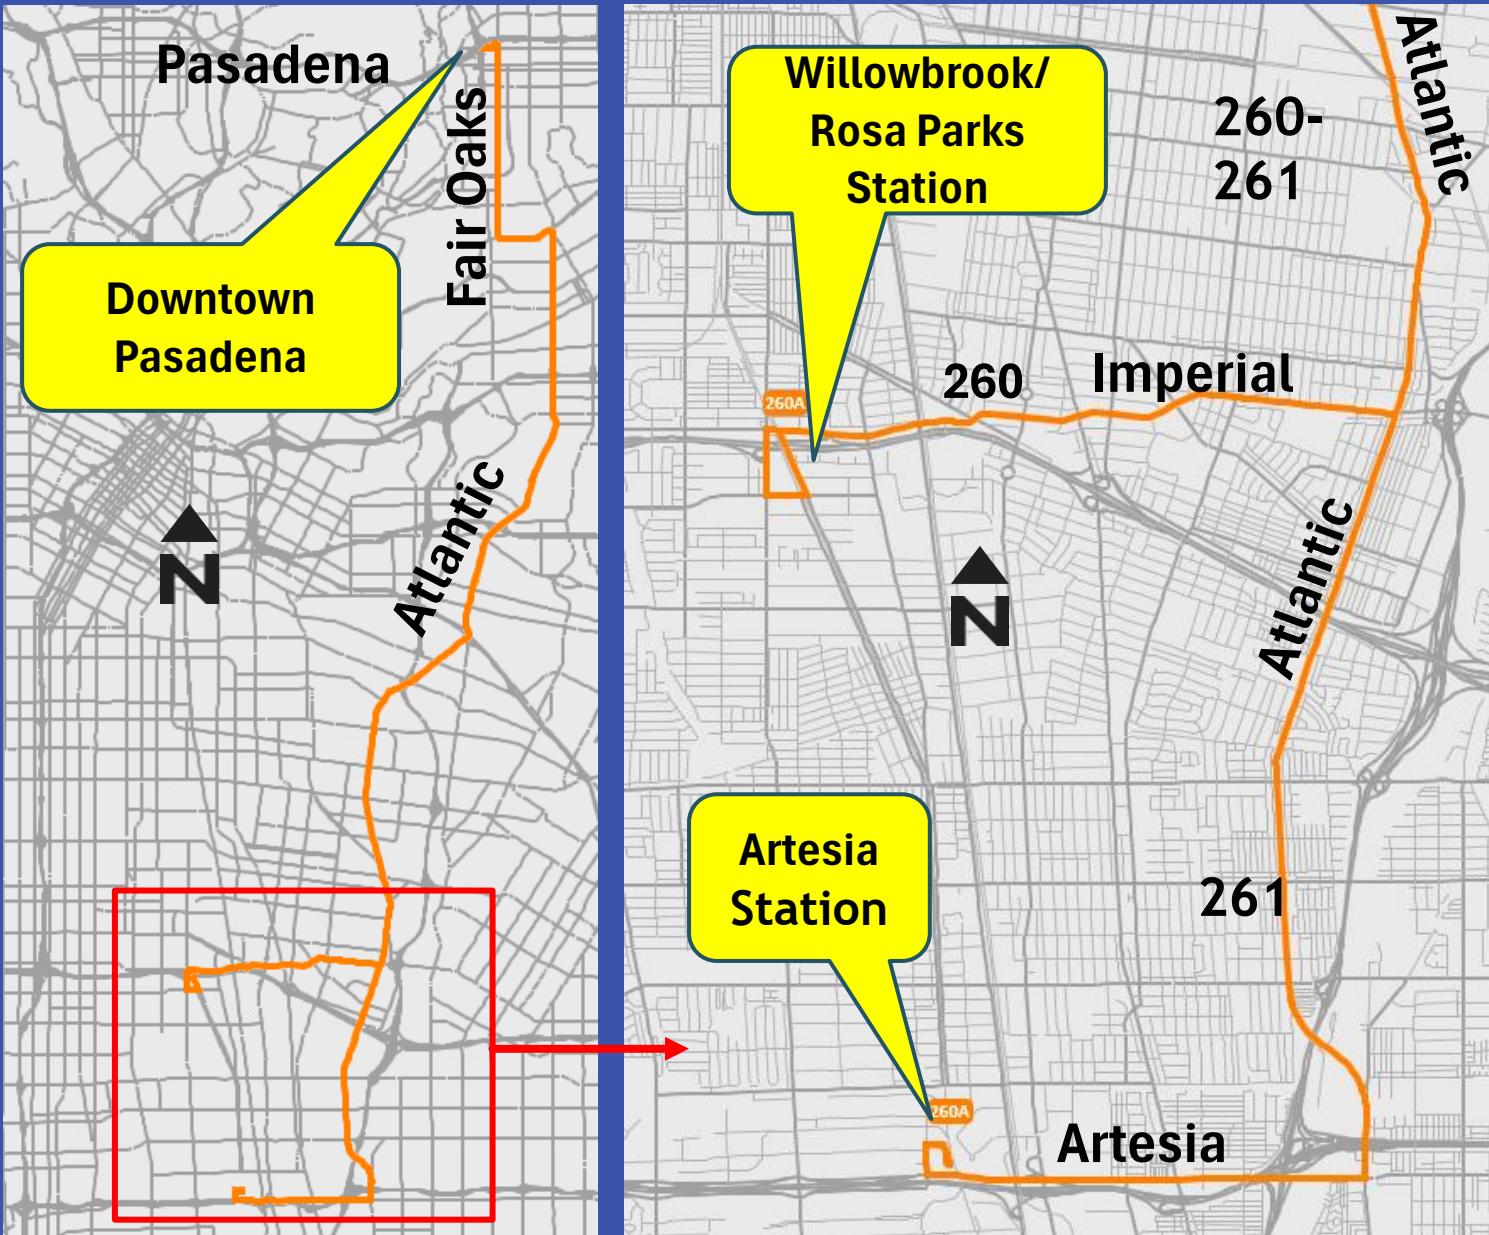 Pasadena
Fair Oaks
Downtown
Pasadena
Atlantic
N
Willowbrook/
Rosa Parks
Station
260-
261
Atlantic
260
Imperial
260A
Atlantic
N
Artesia
Station
261
260A
Artesia